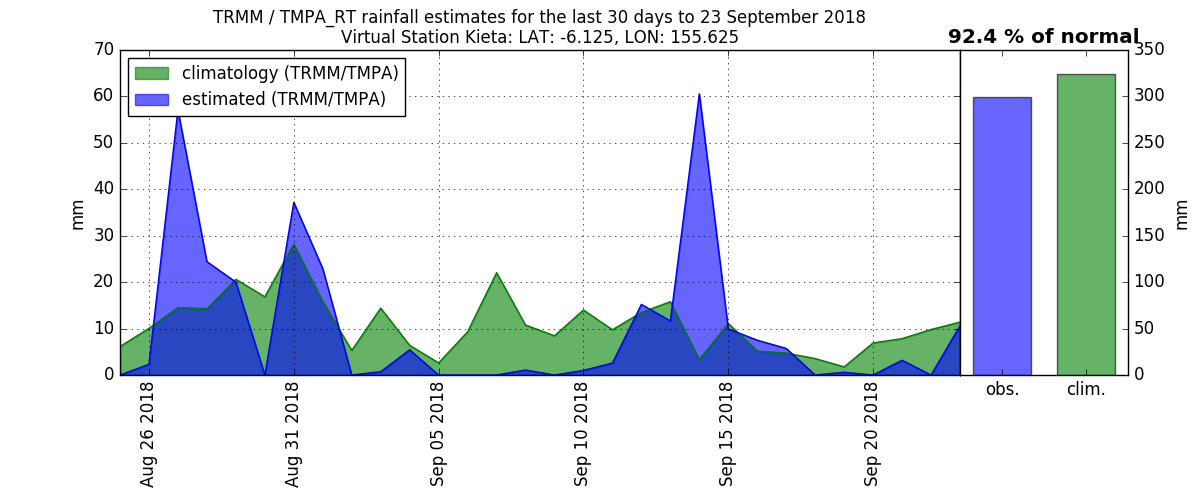 TRMM / TMPA_RT rainfall estimates for the last 30 days to 23 September 2018
Virtual Station Kieta: LAT: -6.125, LON: 155.625
92.4 % of normal
climatology (TRMM/TMPA)
estimated (TRMM/TMPA)
70
60
50
40
30
20
10
0
mm
350
300
250
200
150
100
50
0
mm
Aug 26 2018
Aug 31 2018
Sep 05 2018
Sep 10 2018
Sep 15 2018
Sep 20 2018
obs.
clim.